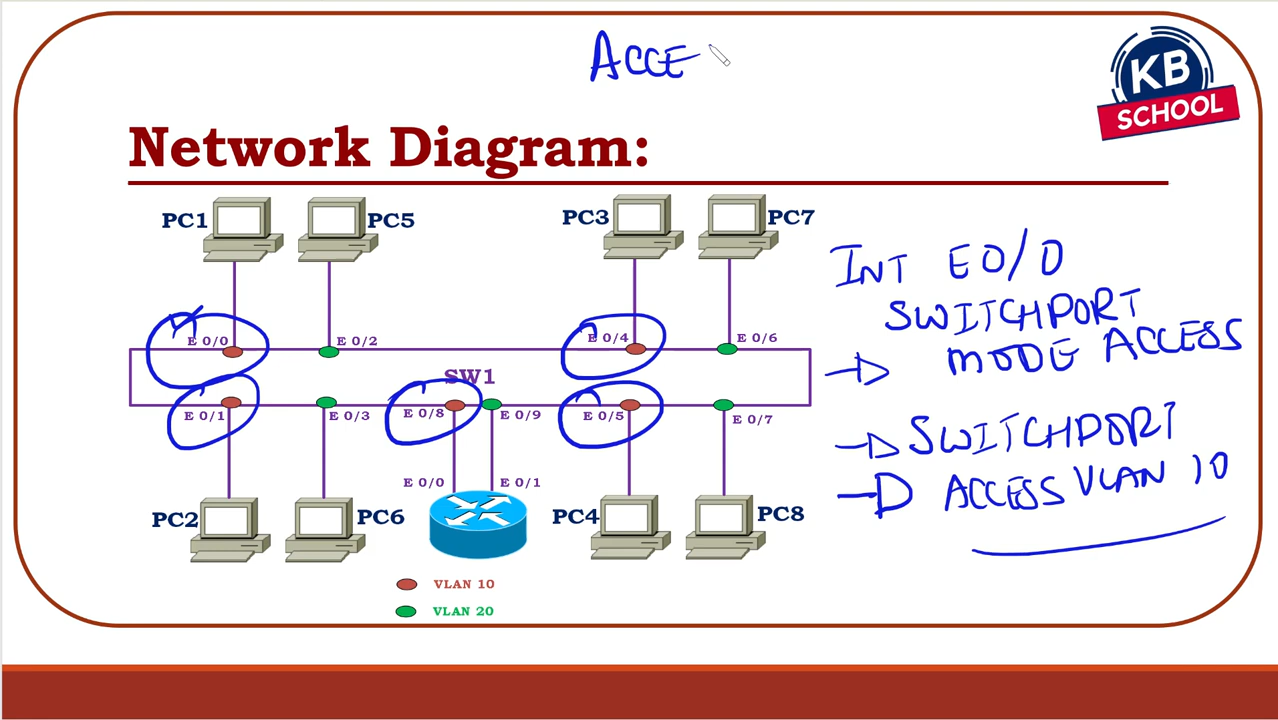 ACCE
KB
SCHOOL
Network Diagram:
PC1
PC5
PC3
PC7
INT E 0/0
SWITCHPORT
MODE ACCESS
E 0/0
E 0/2
E 0/4
E 0/6
SW1
E 0/1
E 0/3
E 0/8
E 0/9
E 0/5
E 0/7
SWITCHPORT
ACCESS VLAN 10
E 0/0
E 0/1
PC2
PC6
PC4
PC8
VLAN 10
VLAN 20